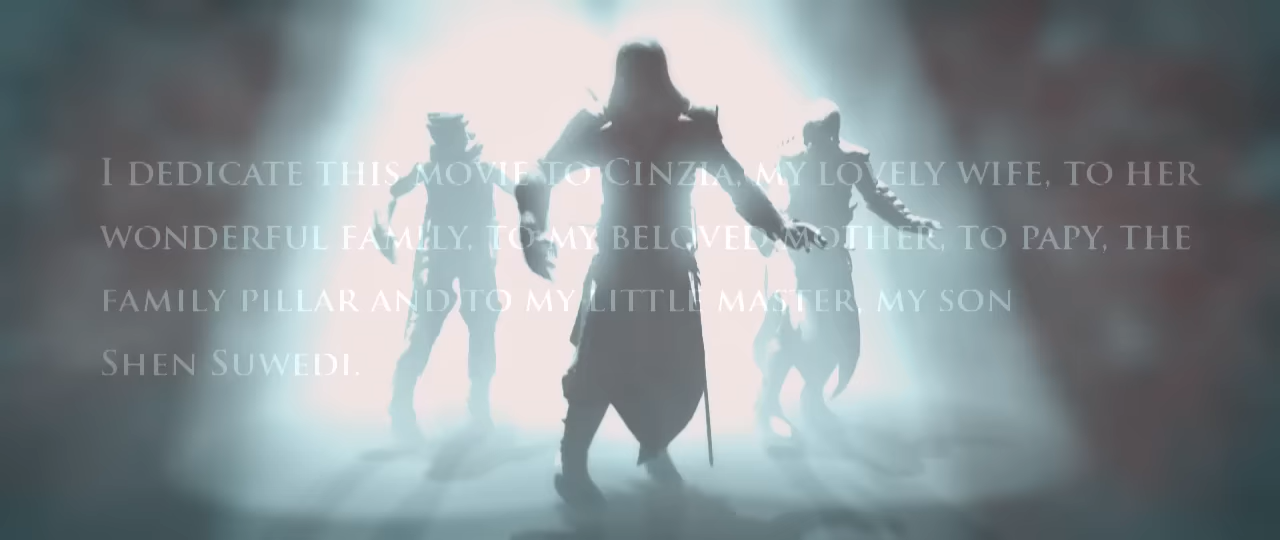 I dedicate this movie to Cinzia, my lovely wife, to her
wonderful family, to my beloved mother, to Papy, the
family pillar and to my little master, my son
Shen Suwedi.